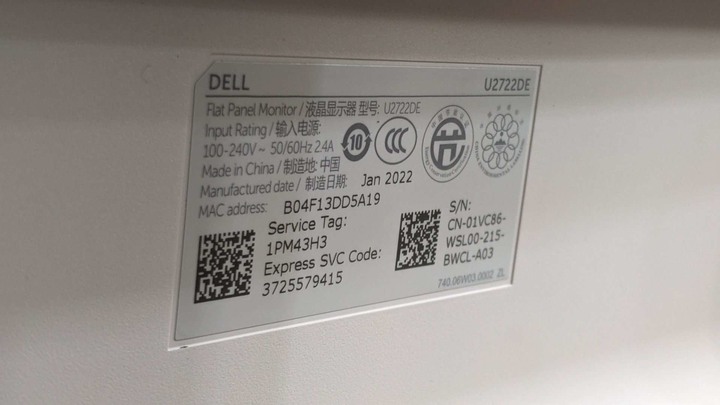 DELL
U2722DE
Flat Panel Monitor / 液晶显示器 型号: U2722DE
Input Rating / 输入电源:
100-240V~ 50/60Hz 2.4A
Made in China / 制造地: 中国
Manufactured date / 制造日期: Jan 2022
MAC address: B04F13DD5A19
10
CCC
Service Tag:
1PM43H3
Express SVC Code:
3725579415
S/N:
CN-01VC86-
WSL00-21S-
BWCL-A03
740.06W03.0002 ZL